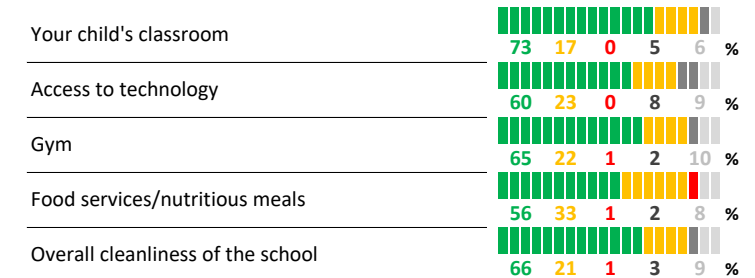 Your child's classroom
73 17 0 5 6 %
Access to technology
60 23 0 8 9 %
Gym
65 22 1 2 10 %
Food services/nutritious meals
56 33 1 2 8 %
Overall cleanliness of the school
66 21 1 3 9 %